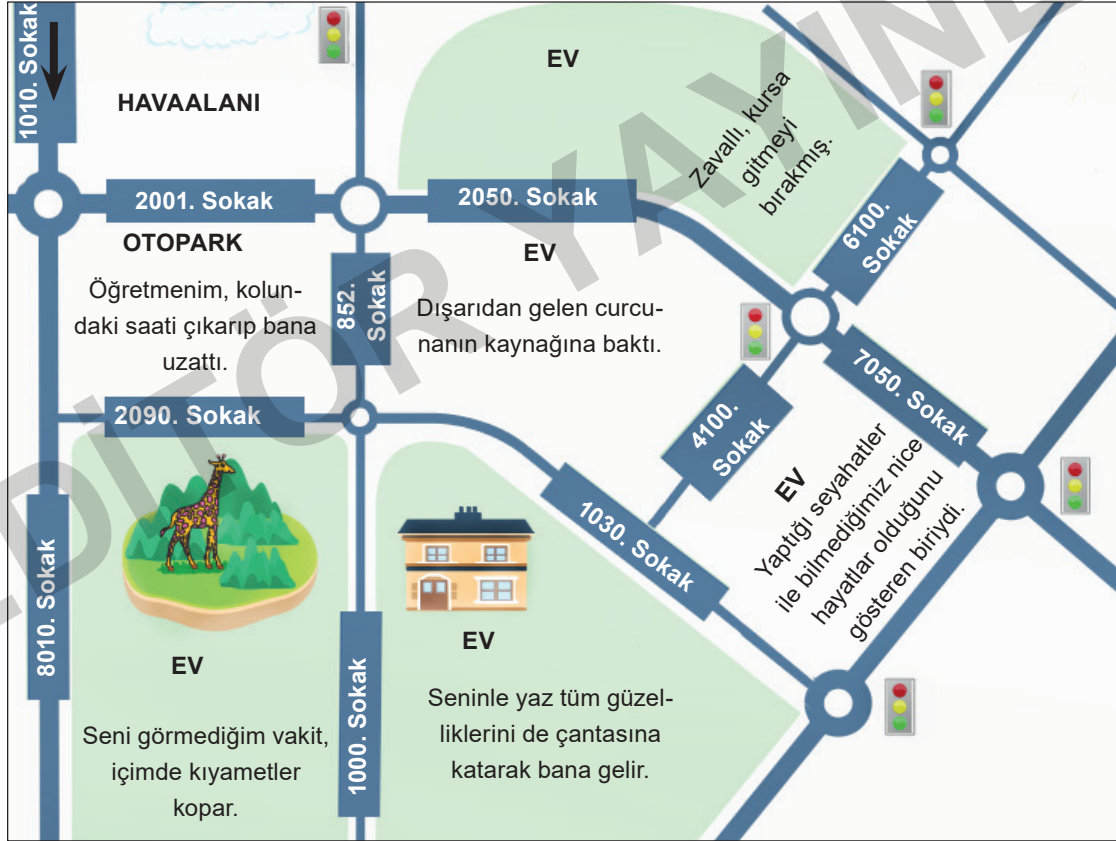 1010. Sokak
HAVAALANI
EV
Zavallı, kursa
gitmeyi
bırakmış.
2001. Sokak
2050. Sokak
6100.
Sokak
OTOPARK
Öğretmenim, kolun-
daki saati çıkarıp bana
uzattı.
852.
Sokak
EV
Dışarıdan gelen curcu-
nanın kaynağına baktı.
7050. Sokak
4100.
Sokak
2090. Sokak
EV
Yaptığı seyahatler
ile bilmediğimiz nice
hayatlar olduğunu
gösteren biriydi.
1030. Sokak
8010. Sokak
EV
Seni görmediğim vakit,
içimde kıyametler
kopar.
1000. Sokak
EV
Seninle yaz tüm güzel-
liklerini de çantasına
katarak bana gelir.
EDİTÖR YAYINE